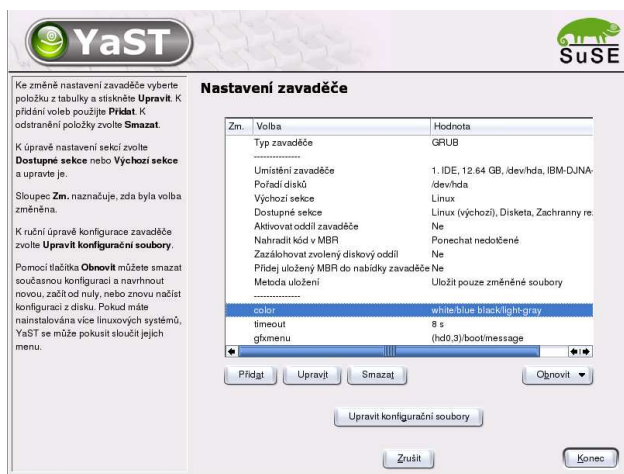 YaST
SuSE
Ke změně nastavení zavaděče vyberte
položku z tabulky a stiskněte Upravit. K
přidání voleb použijte Přidat. K
odstranění položky zvolte Smazat.
K úpravě nastavení sekcí zvolte
Dostupné sekce nebo Výchozí sekce
a upravte je.
Sloupec Zm. naznačuje, zda byla volba
změněna.
K ruční úpravě konfigurace zavaděče
zvolte Upravit konfigurační soubory.
Pomocí tlačítka Obnovit můžete smazat
současnou konfiguraci a navrhnout
novou, začít od nuly, nebo znovu načíst
konfiguraci z disku. Pokud máte
nainstalována více linuxových systémů,
YaST se může pokusit sloučit jejich
menu.
Nastavení zavaděče
Zm. Volba Hodnota
Typ zavaděče GRUB
---------------
Umístění zavaděče 1. IDE, 12.64 GB, /dev/hda, IBM-DJNA-
Pořadí disků /dev/hda
Výchozí sekce Linux
Dostupné sekce Linux (výchozí), Disketa, Zachranny re
Aktivovat oddíl zavaděče Ne
Nahradit kód v MBR Ponechat nedotčené
Zazálohovat zvolený diskový oddíl Ne
Přidej uložený MBR do nabídky zavaděče Ne
Metoda uložení Uložit pouze změněné soubory
---------------
color white/blue black/light-gray
timeout 8 s
gfxmenu (hd0,3)/boot/message
Přidat Upravit Smazat Obnovit
Upravit konfigurační soubory
Zrušit Konec